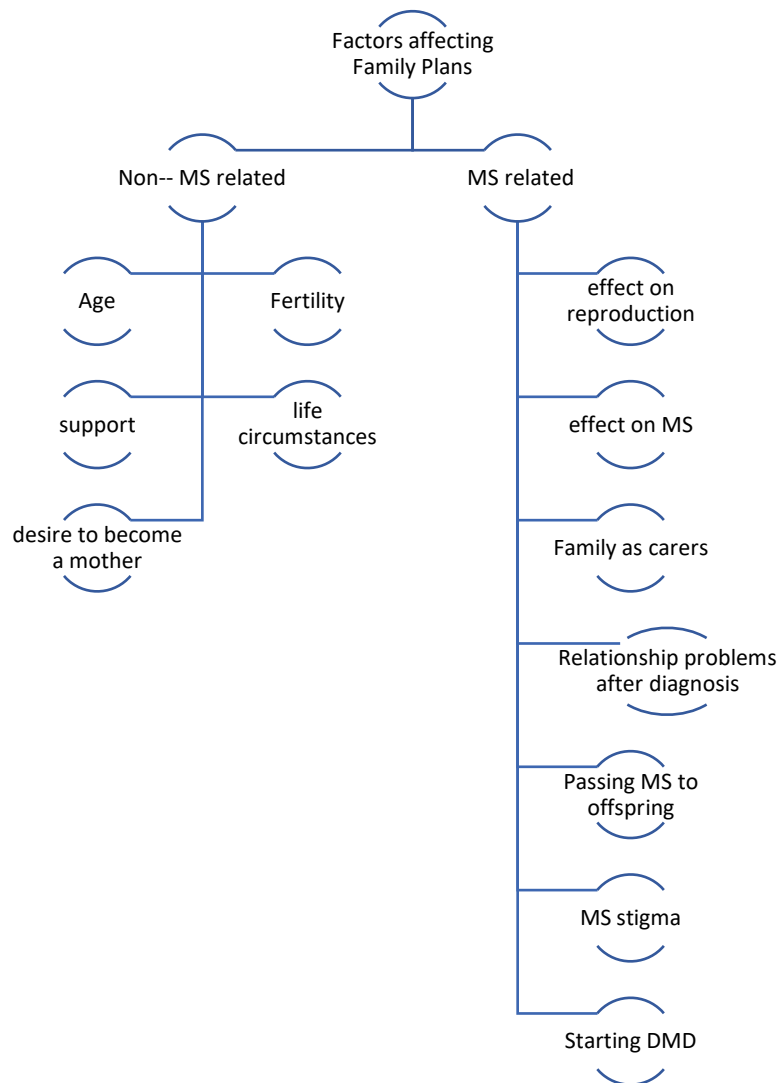 Factors affecting
Family Plans
Non-- MS related
MS related
Age
Fertility
effect on
reproduction
support
life
circumstances
effect on MS
desire to become
a mother
Family as carers
Relationship problems
after diagnosis
Passing MS to
offspring
MS stigma
Starting DMD